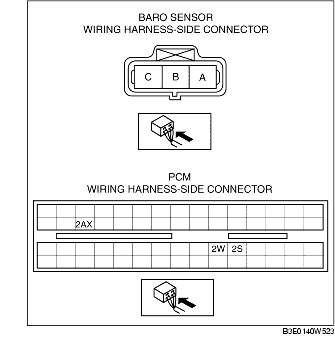 BARO SENSOR
WIRING HARNESS-SIDE CONNECTOR
C B A
PCM
WIRING HARNESS-SIDE CONNECTOR
2AX
2W 2S
B3E0140W523